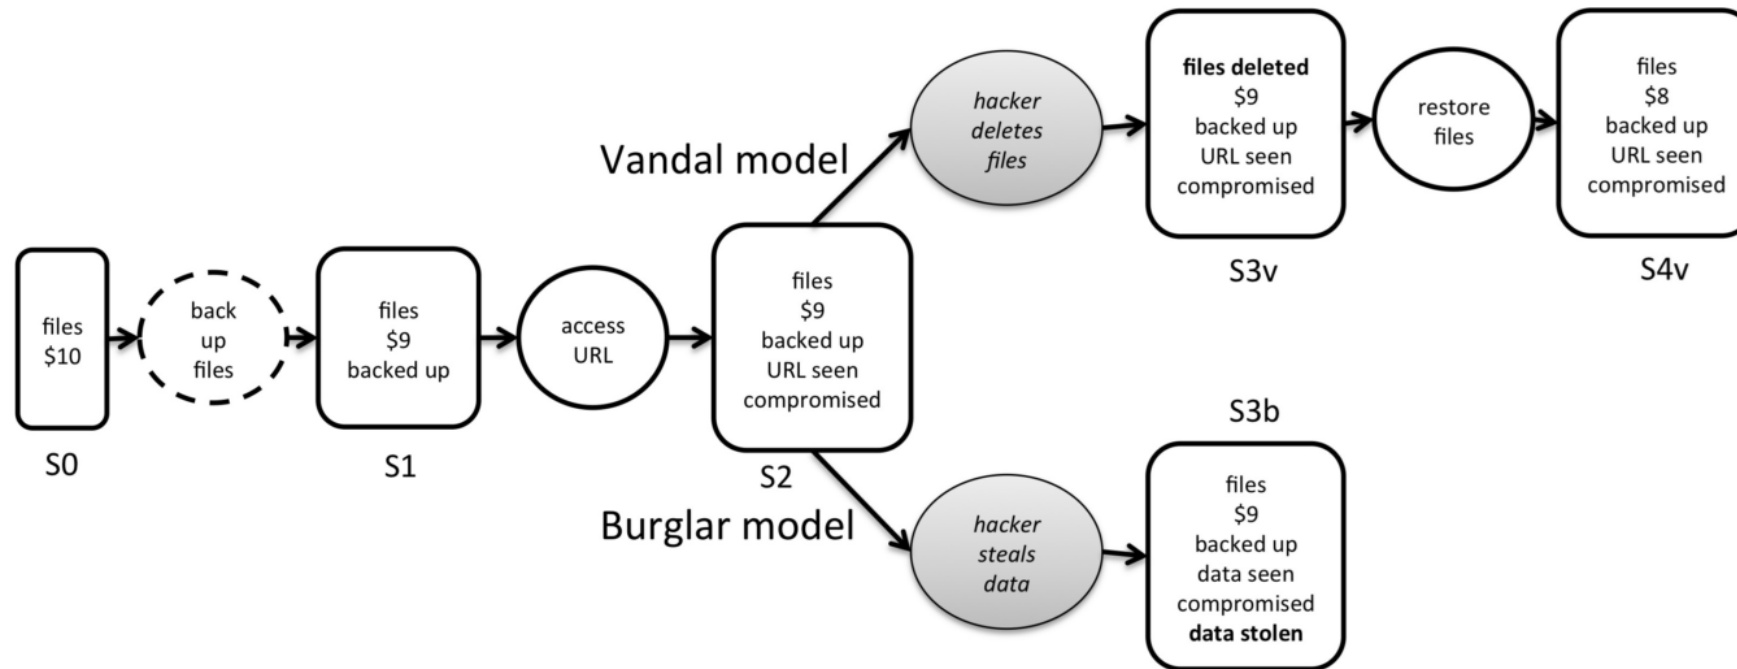 files
$10
S0
back
up
files
files
$9
backed up
S1
access
URL
files
$9
backed up
URL seen
compromised
S2
Vandal model
hacker
deletes
files
files deleted
$9
backed up
URL seen
compromised
S3v
restore
files
files
$8
backed up
URL seen
compromised
S4v
Burglar model
hacker
steals
data
S3b
files
$9
backed up
data seen
compromised
data stolen